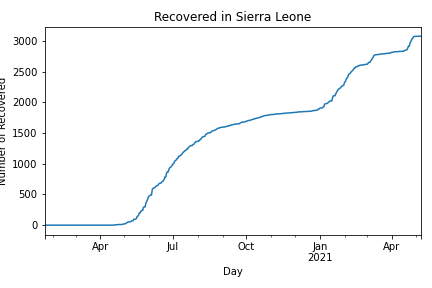 Recovered in Sierra Leone
Number of Recovered
3000
2500
2000
1500
1000
500
0
Apr
Jul
Oct
Jan
2021
Apr
Day